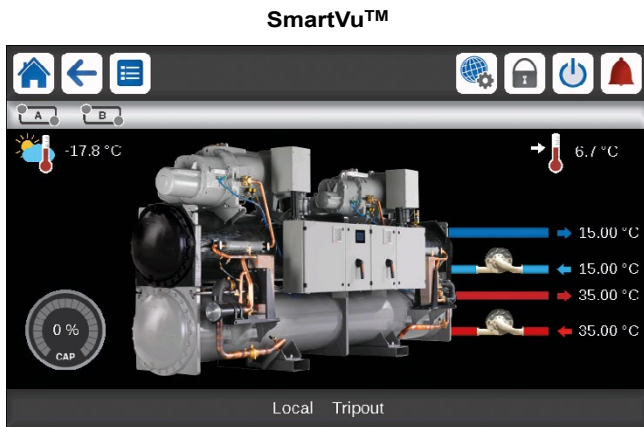 SmartVu™
A B
-17.8 °C
6.7 °C
15.00 °C
15.00 °C
35.00 °C
35.00 °C
0 %
CAP
Local Tripout